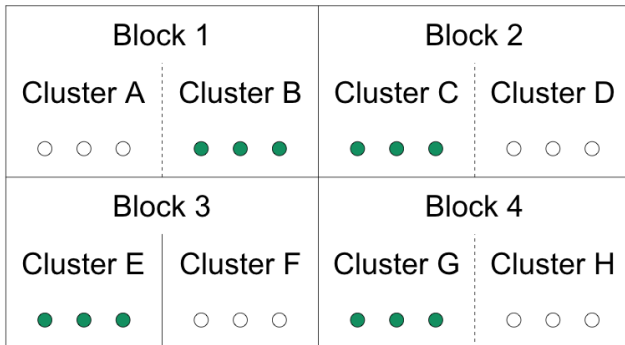 Block 1 Block 2
Cluster A Cluster B Cluster C Cluster D
Block 3 Block 4
Cluster E Cluster F Cluster G Cluster H